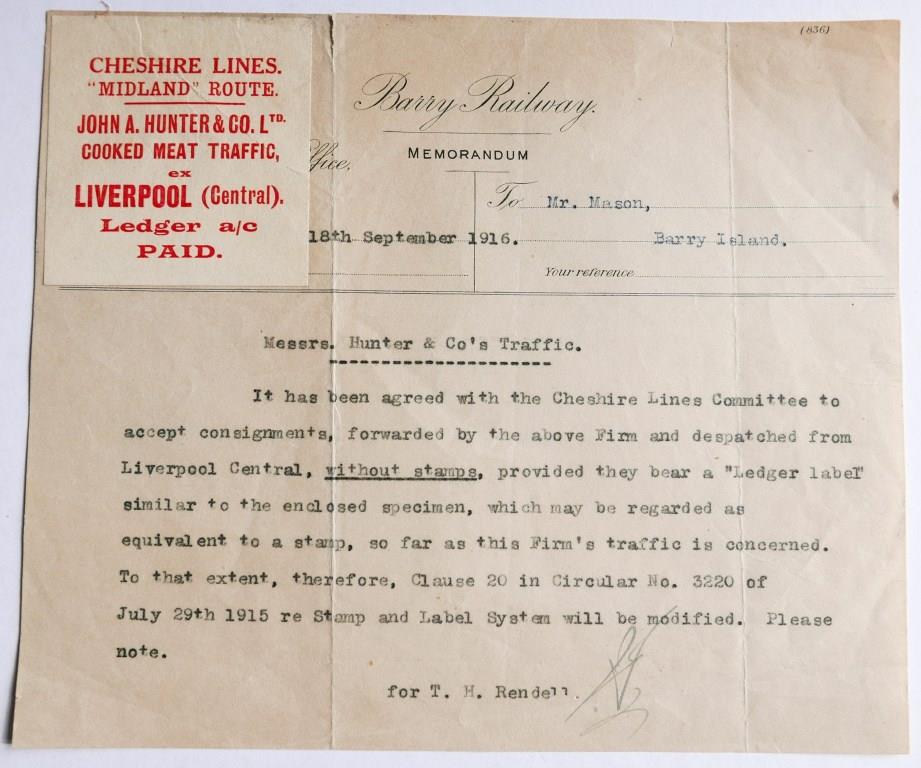 (836)
CHESHIRE LINES.
"MIDLAND" ROUTE.
JOHN A. HUNTER & CO. LTD.
COOKED MEAT TRAFFIC,
ex
LIVERPOOL (Central).
Ledger a/c
PAID.
Barry Railway.
MEMORANDUM
To Mr. Mason,
18th September 1916.
Barry Island.
Your reference
Messrs. Hunter & Co's Traffic.
It has been agreed with the Cheshire Lines Committee to
accept consignments, forwarded by the above Firm and despatched from
Liverpool Central, without stamps, provided they bear a "Ledger label"
similar to the enclosed specimen, which may be regarded as
equivalent to a stamp, so far as this Firm's traffic is concerned.
To that extent, therefore, Clause 20 in Circular No. 3220 of
July 29th 1915 re Stamp and Label System will be modified. Please
note.
for T. H. Rendell.